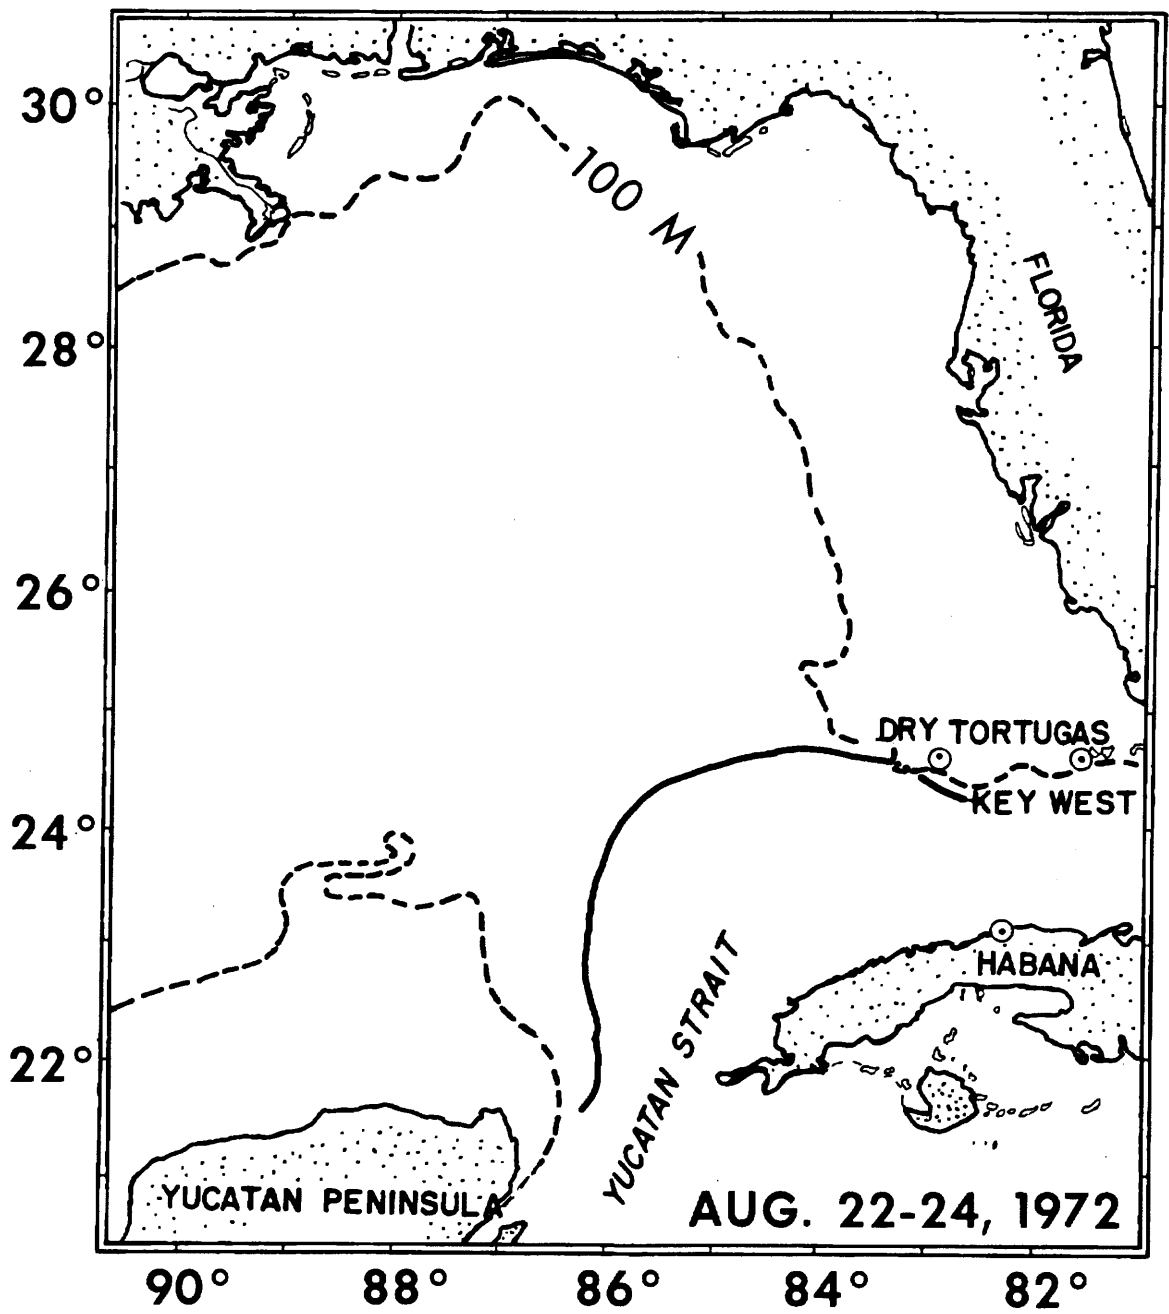 30°
100 M
FLORIDA
28°
26°
DRY TORTUGAS
KEY WEST
24°
HABANA
YUCATAN STRAIT
22°
YUCATAN PENINSULA
AUG. 22-24, 1972
90° 88° 86° 84° 82°